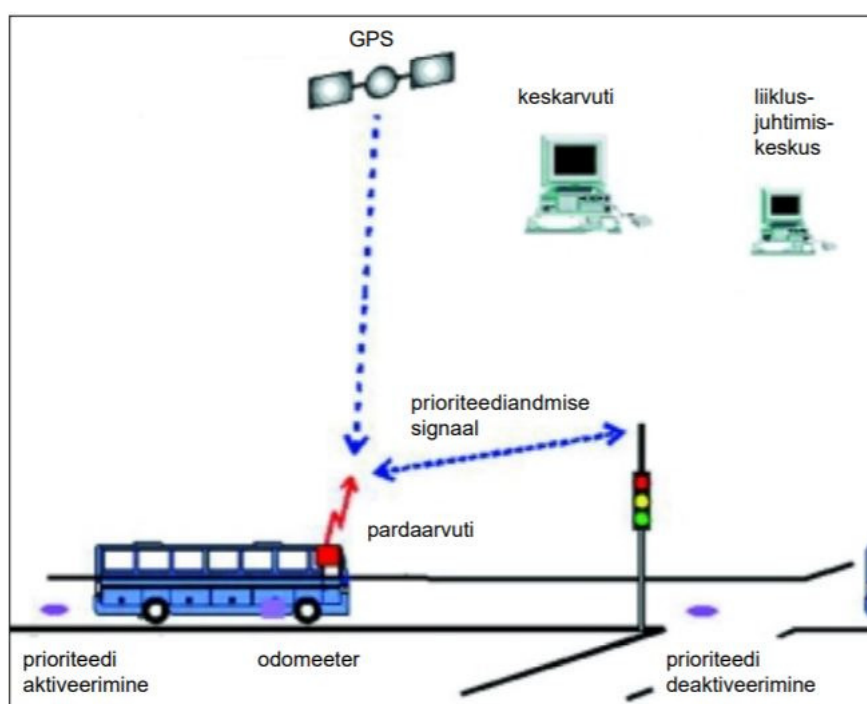 GPS
keskarvuti
liiklus-
juhtimis-
keskus
prioriteediandmise
signaal
pardaarvuti
prioriteedi
aktiveerimine
odomeeter
prioriteedi
deaktiveerimine